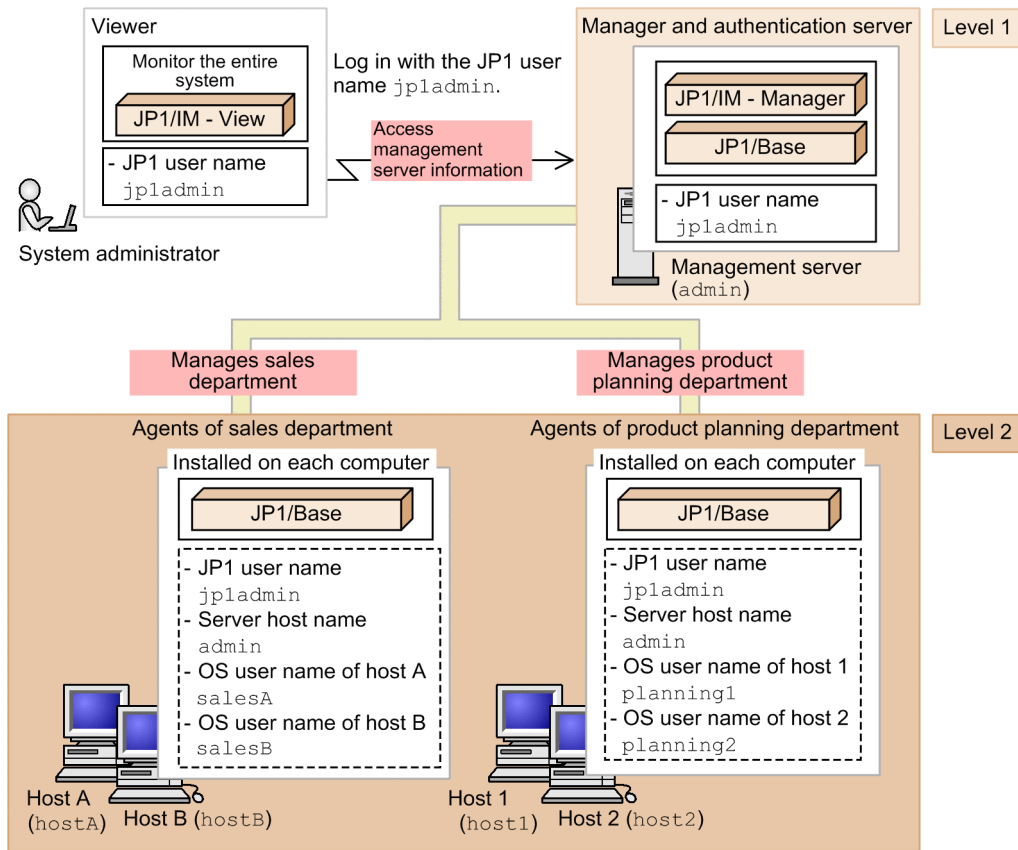 Viewer
Monitor the entire
system
JP1/IM - View
- JP1 user name
jp1admin
System administrator
Log in with the JP1 user
name jp1admin.
Access
management
server information
Manager and authentication server
JP1/IM - Manager
JP1/Base
- JP1 user name
jp1admin
Management server
(admin)
Level 1
Manages sales
department
Manages product
planning department
Level 2
Agents of sales department
Installed on each computer
JP1/Base
- JP1 user name
jp1admin
- Server host name
admin
- OS user name of host A
salesA
- OS user name of host B
salesB
Host A
(hostA)
Host B (hostB)
Agents of product planning department
Installed on each computer
JP1/Base
- JP1 user name
jp1admin
- Server host name
admin
- OS user name of host 1
planning1
- OS user name of host 2
planning2
Host 1
(host1)
Host 2 (host2)